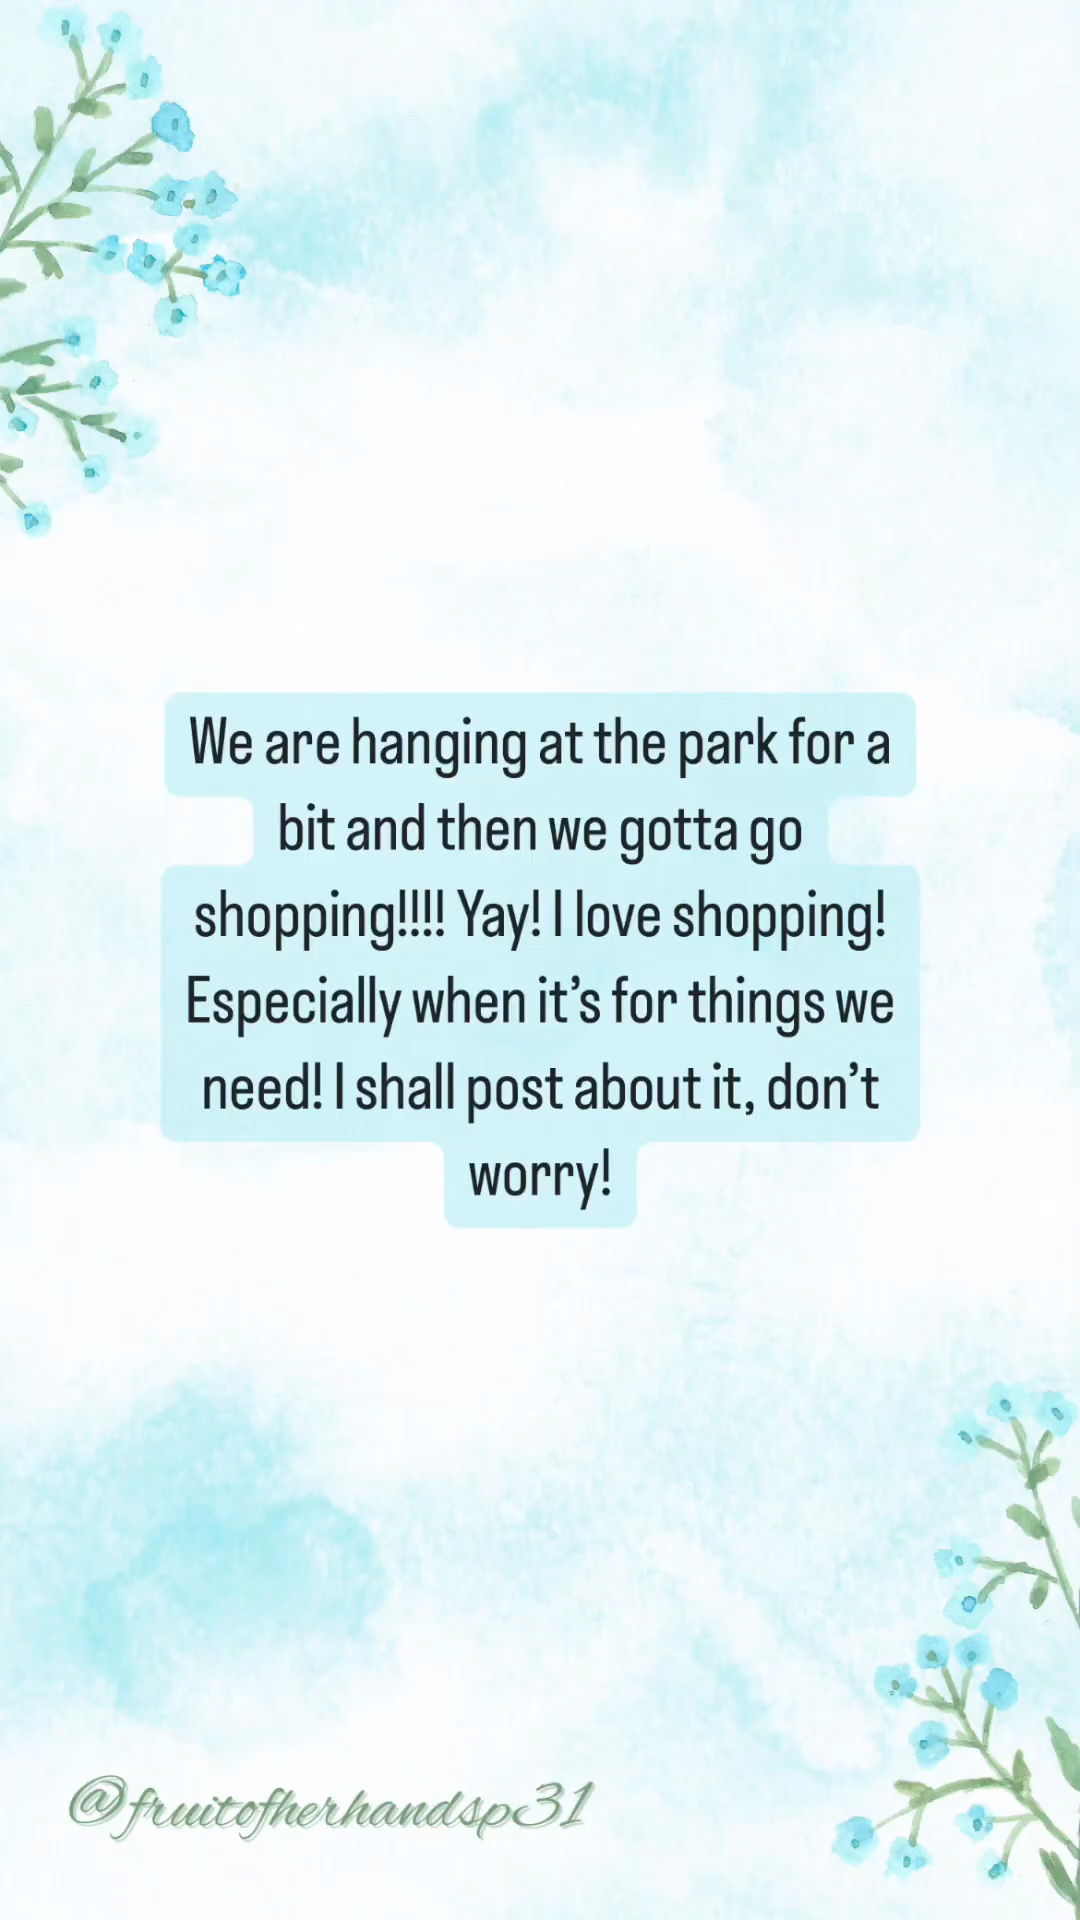 We are hanging at the park for a
bit and then we gotta go
shopping!!!! Yay! I love shopping!
Especially when it’s for things we
need! I shall post about it, don’t
worry!
@fruitofherhandsp31